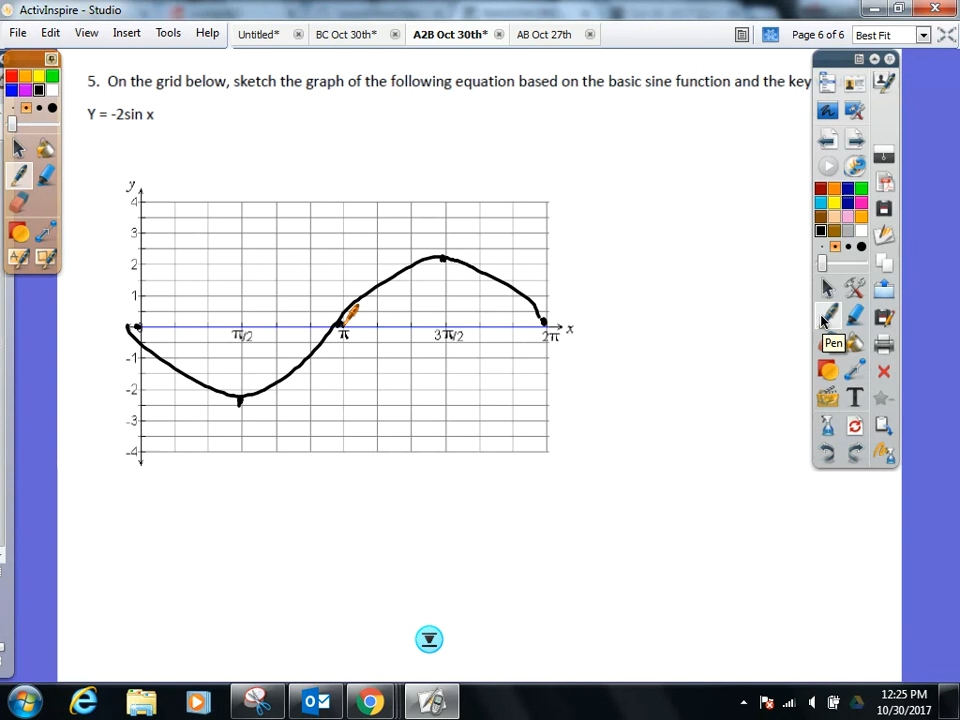 ActivInspire - Studio
File Edit View Insert Tools Help
Untitled* BC Oct 30th* A2B Oct 30th* AB Oct 27th
Page 6 of 6 Best Fit
5. On the grid below, sketch the graph of the following equation based on the basic sine function and the key
Y = -2sin x
y
4
3
2
1
π/2 π 3π/2 2π x
-1
-2
-3
-4
Pen
T
12:25 PM
10/30/2017